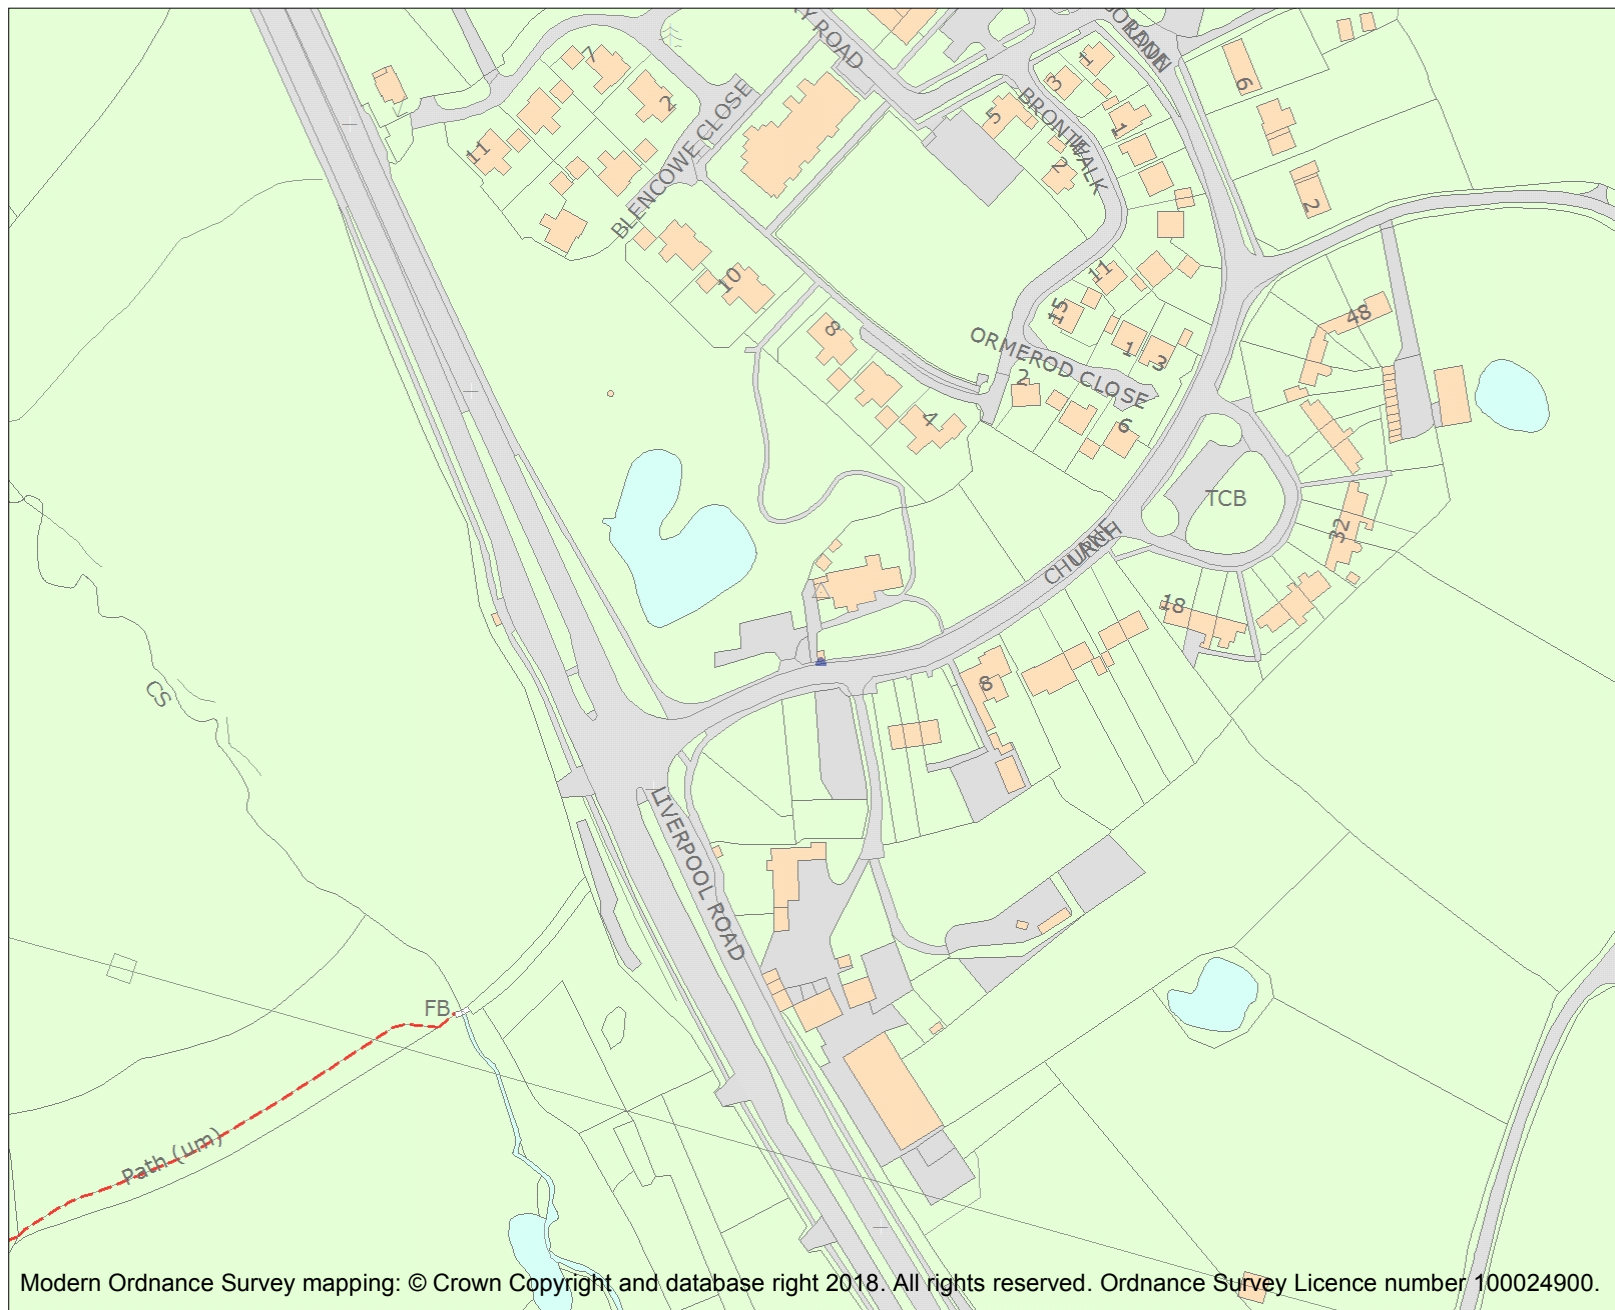 Y ROAD
7
2
11
BLENCOWE CLOSE
10
8
4
1
3
5
BRONTE
WALK
1
2
6
2
11
15
1
3
ORMEROD CLOSE
2
6
48
TCB
32
18
CHURCH
LANE
8
CS
LIVERPOOL ROAD
FB
Path (um)
Modern Ordnance Survey mapping: © Crown Copyright and database right 2018. All rights reserved. Ordnance Survey Licence number 100024900.